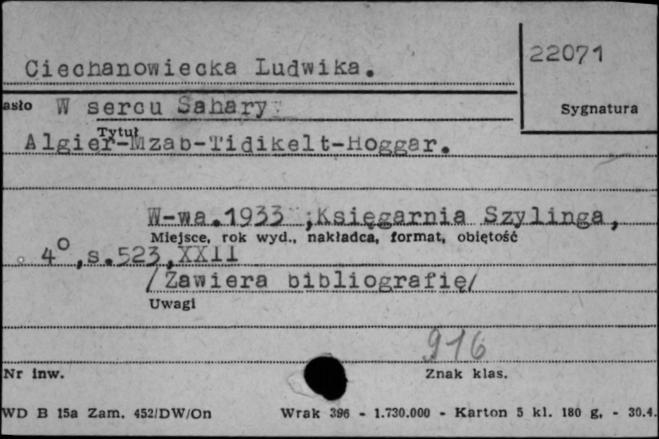 Ciechanowiecka Ludwika.
22071
asło W sercu Sahary
Sygnatura
Tytuł
Algier-Mzab-Tidikelt-Hoggar.
W-wa.1933 ;Księgarnia Szylinga,
Miejsce, rok wyd., nakładca, format, objętość
4°,s.523,XXII
/Zawiera bibliografię/
Uwagi
916
Nr inw.
Znak klas.
WD B 15a Zam. 452/DW/On Wrak 396 - 1.730.000 - Karton 5 kl. 180 g. - 30.4.